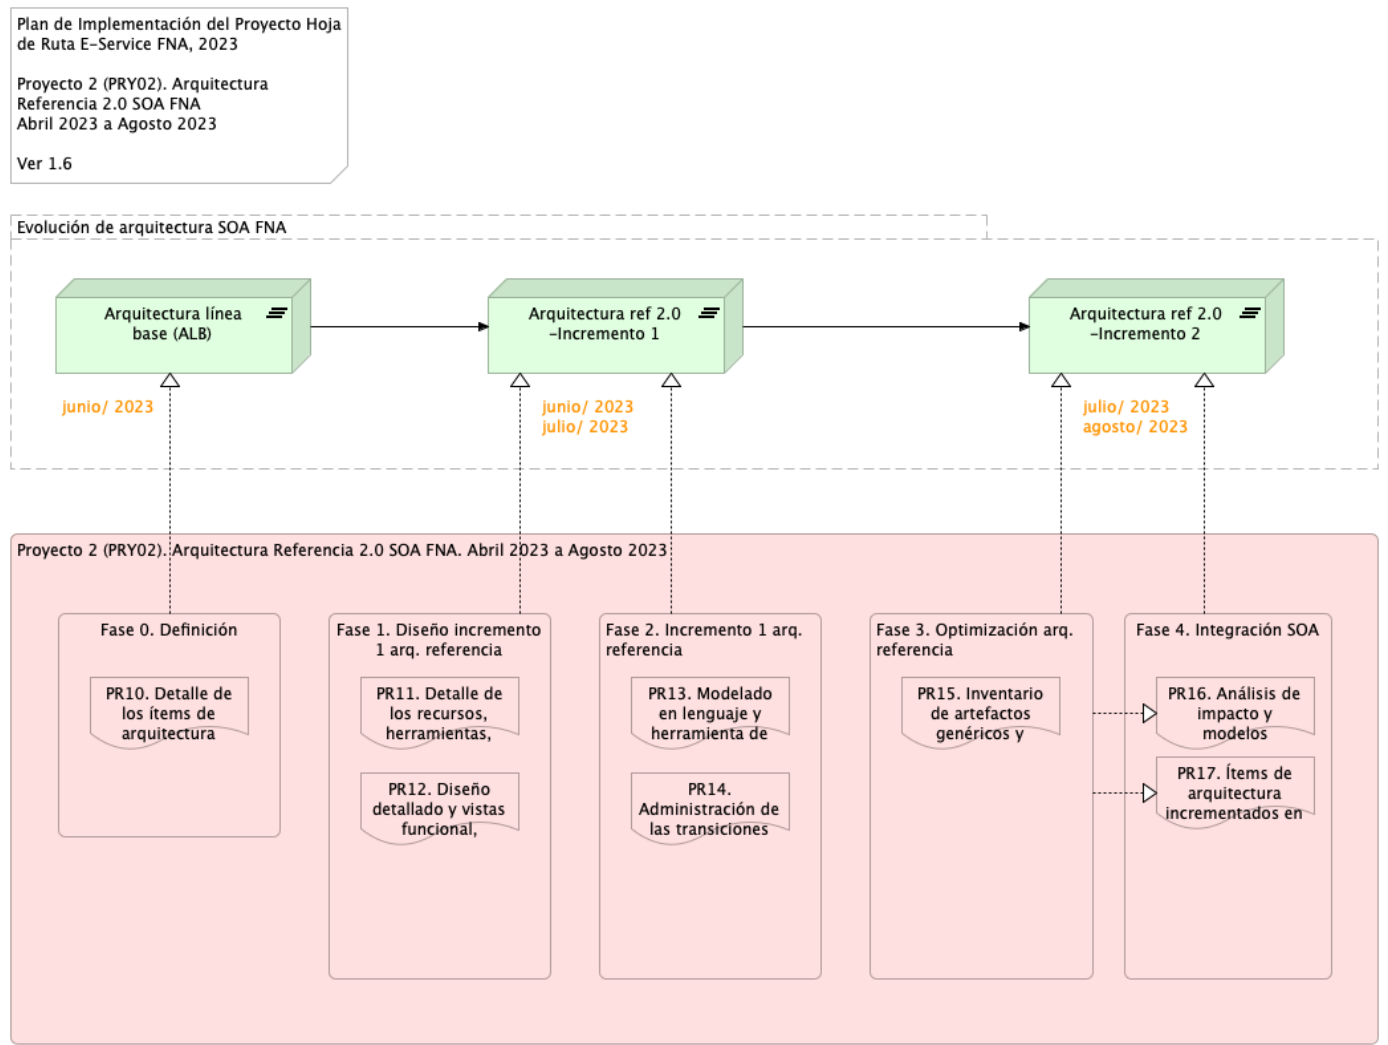 Plan de Implementación del Proyecto Hoja
de Ruta E-Service FNA, 2023
Proyecto 2 (PRY02). Arquitectura
Referencia 2.0 SOA FNA
Abril 2023 a Agosto 2023
Ver 1.6
Evolución de arquitectura SOA FNA
Arquitectura línea
base (ALB)
Arquitectura ref 2.0
-Incremento 1
Arquitectura ref 2.0
-Incremento 2
junio/ 2023
junio/ 2023
julio/ 2023
julio/ 2023
agosto/ 2023
Proyecto 2 (PRY02). Arquitectura Referencia 2.0 SOA FNA. Abril 2023 a Agosto 2023
Fase 0. Definición
PR10. Detalle de
los ítems de
arquitectura
Fase 1. Diseño incremento
1 arq. referencia
PR11. Detalle de
los recursos,
herramientas,
PR12. Diseño
detallado y vistas
funcional,
Fase 2. Incremento 1 arq.
referencia
PR13. Modelado
en lenguaje y
herramienta de
PR14.
Administración de
las transiciones
Fase 3. Optimización arq.
referencia
PR15. Inventario
de artefactos
genéricos y
Fase 4. Integración SOA
PR16. Análisis de
impacto y
modelos
PR17. Ítems de
arquitectura
incrementados en